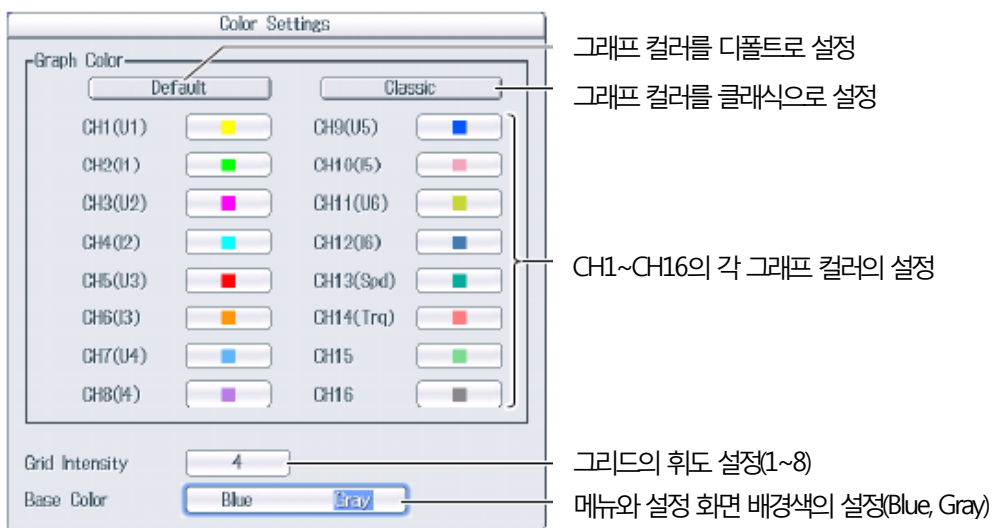 Color Settings
Graph Color
Default Classic
CH1(U1) CH9(U5)
CH2(I1) CH10(I5)
CH3(U2) CH11(U6)
CH4(I2) CH12(I6)
CH5(U3) CH13(Spd)
CH6(I3) CH14(Trq)
CH7(U4) CH15
CH8(I4) CH16
Grid Intensity 4
Base Color Blue Gray
그래프 컬러를 디폴트로 설정
그래프 컬러를 클래식으로 설정
CH1~CH16의 각 그래프 컬러의 설정
그리드의 휘도 설정(1~8)
메뉴와 설정 화면 배경색의 설정(Blue, Gray)